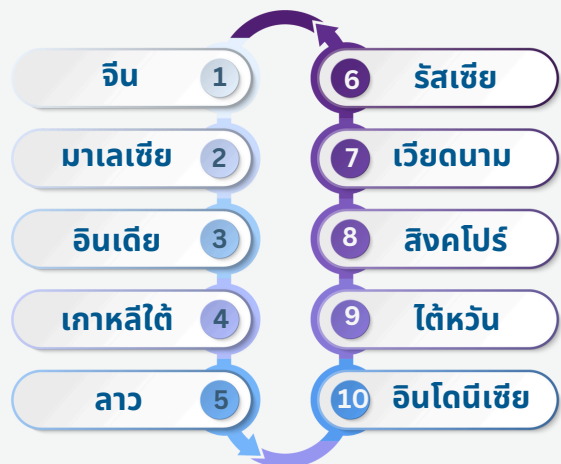 จีน 1
มาเลเซีย 2
อินเดีย 3
เกาหลีใต้ 4
ลาว 5
6 รัสเซีย
7 เวียดนาม
8 สิงคโปร์
9 ไต้หวัน
10 อินโดนีเซีย